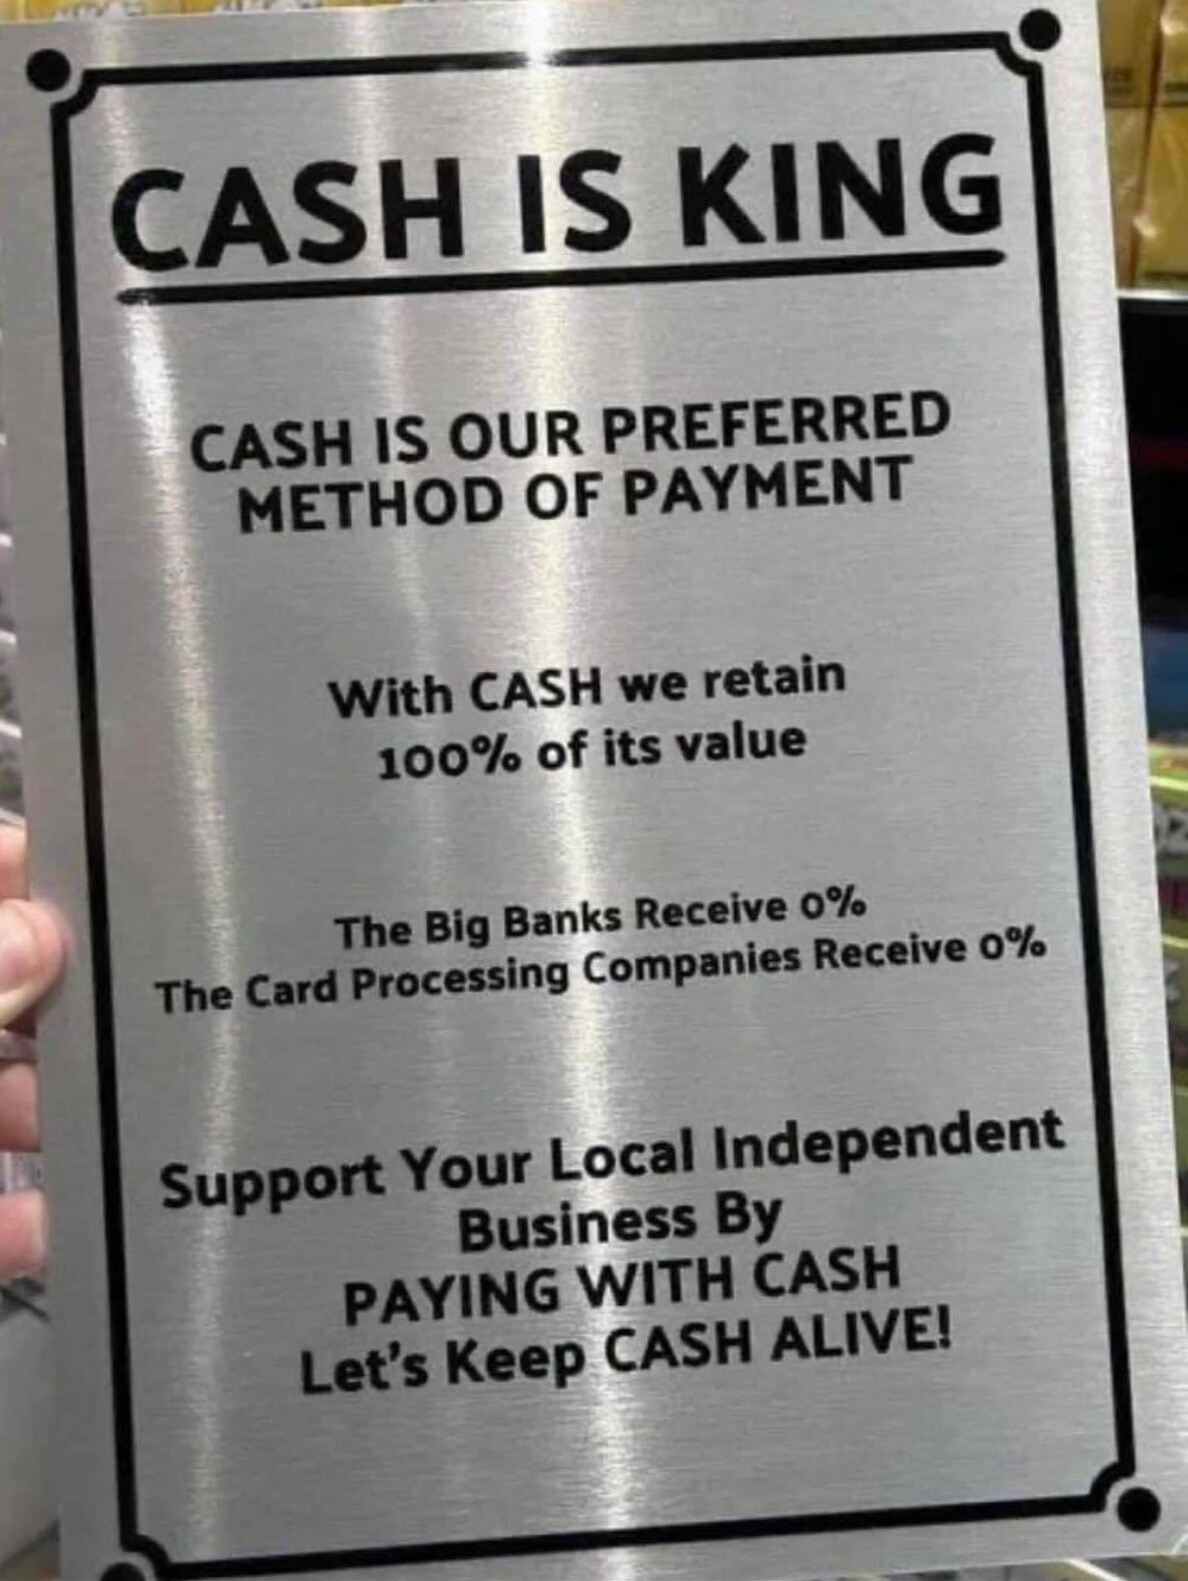 CASH IS KING
CASH IS OUR PREFERRED
METHOD OF PAYMENT
With CASH we retain
100% of its value
The Big Banks Receive 0%
The Card Processing Companies Receive 0%
Support Your Local Independent
Business By
PAYING WITH CASH
Let's Keep CASH ALIVE!